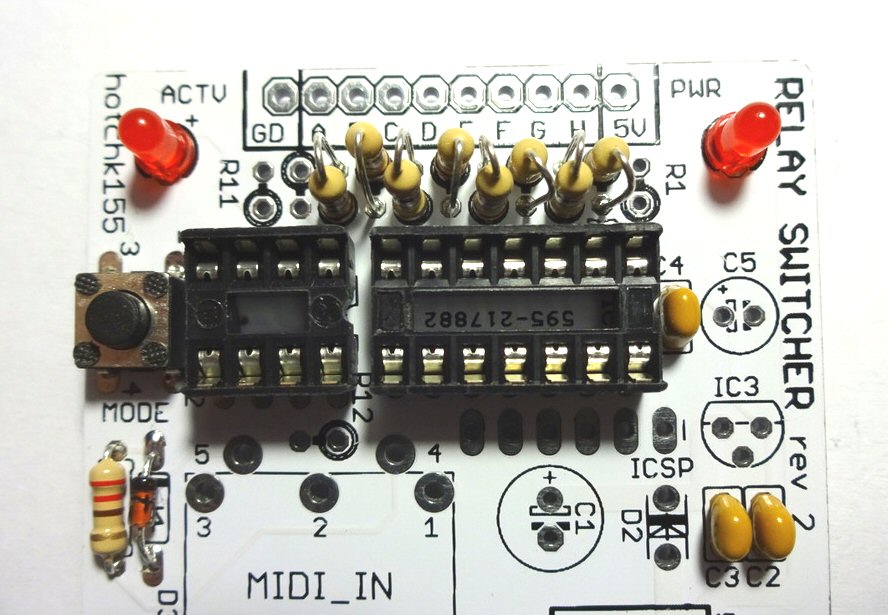 hotchk155
ACTV
+
GD A C D E F G H 5V
PWR
RELAY SWITCHER rev 2
R11
R1
3
C4
C5
+
595-217882
4
MODE
R12
IC3
5
4
1
ICSP
3
2
1
+
C1
D2
C3
C2
MIDI_IN
D3